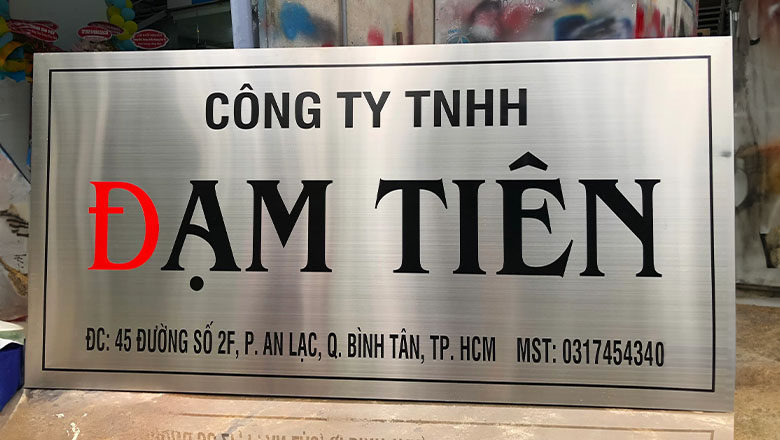 CÔNG TY TNHH
ĐẠM TIÊN
ĐC: 45 ĐƯỜNG SỐ 2F, P. AN LẠC, Q. BÌNH TÂN, TP. HCM MST: 0317454340